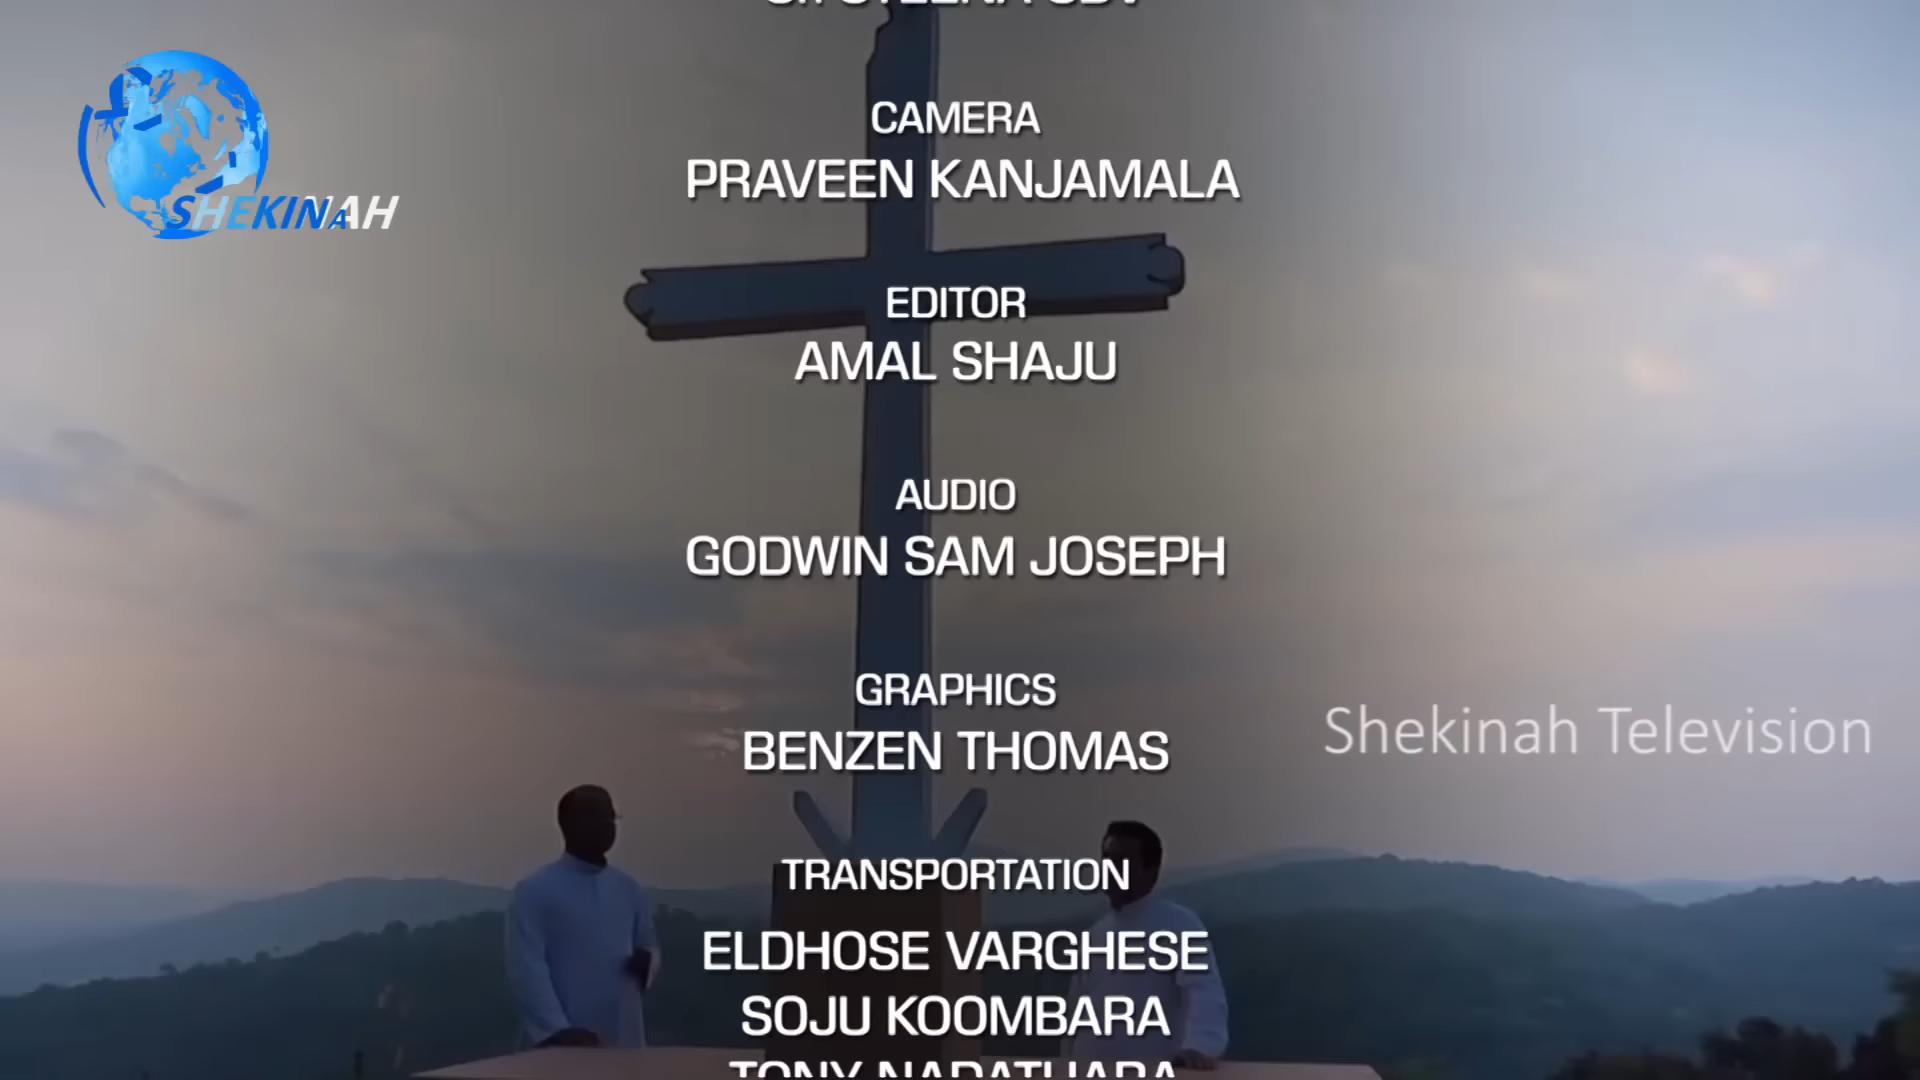 SHEKINAH
CAMERA
PRAVEEN KANJAMALA
EDITOR
AMAL SHAJU
AUDIO
GODWIN SAM JOSEPH
GRAPHICS
BENZEN THOMAS
Shekinah Television
TRANSPORTATION
ELDHOSE VARGHESE
SOJU KOOMBARA
TONY